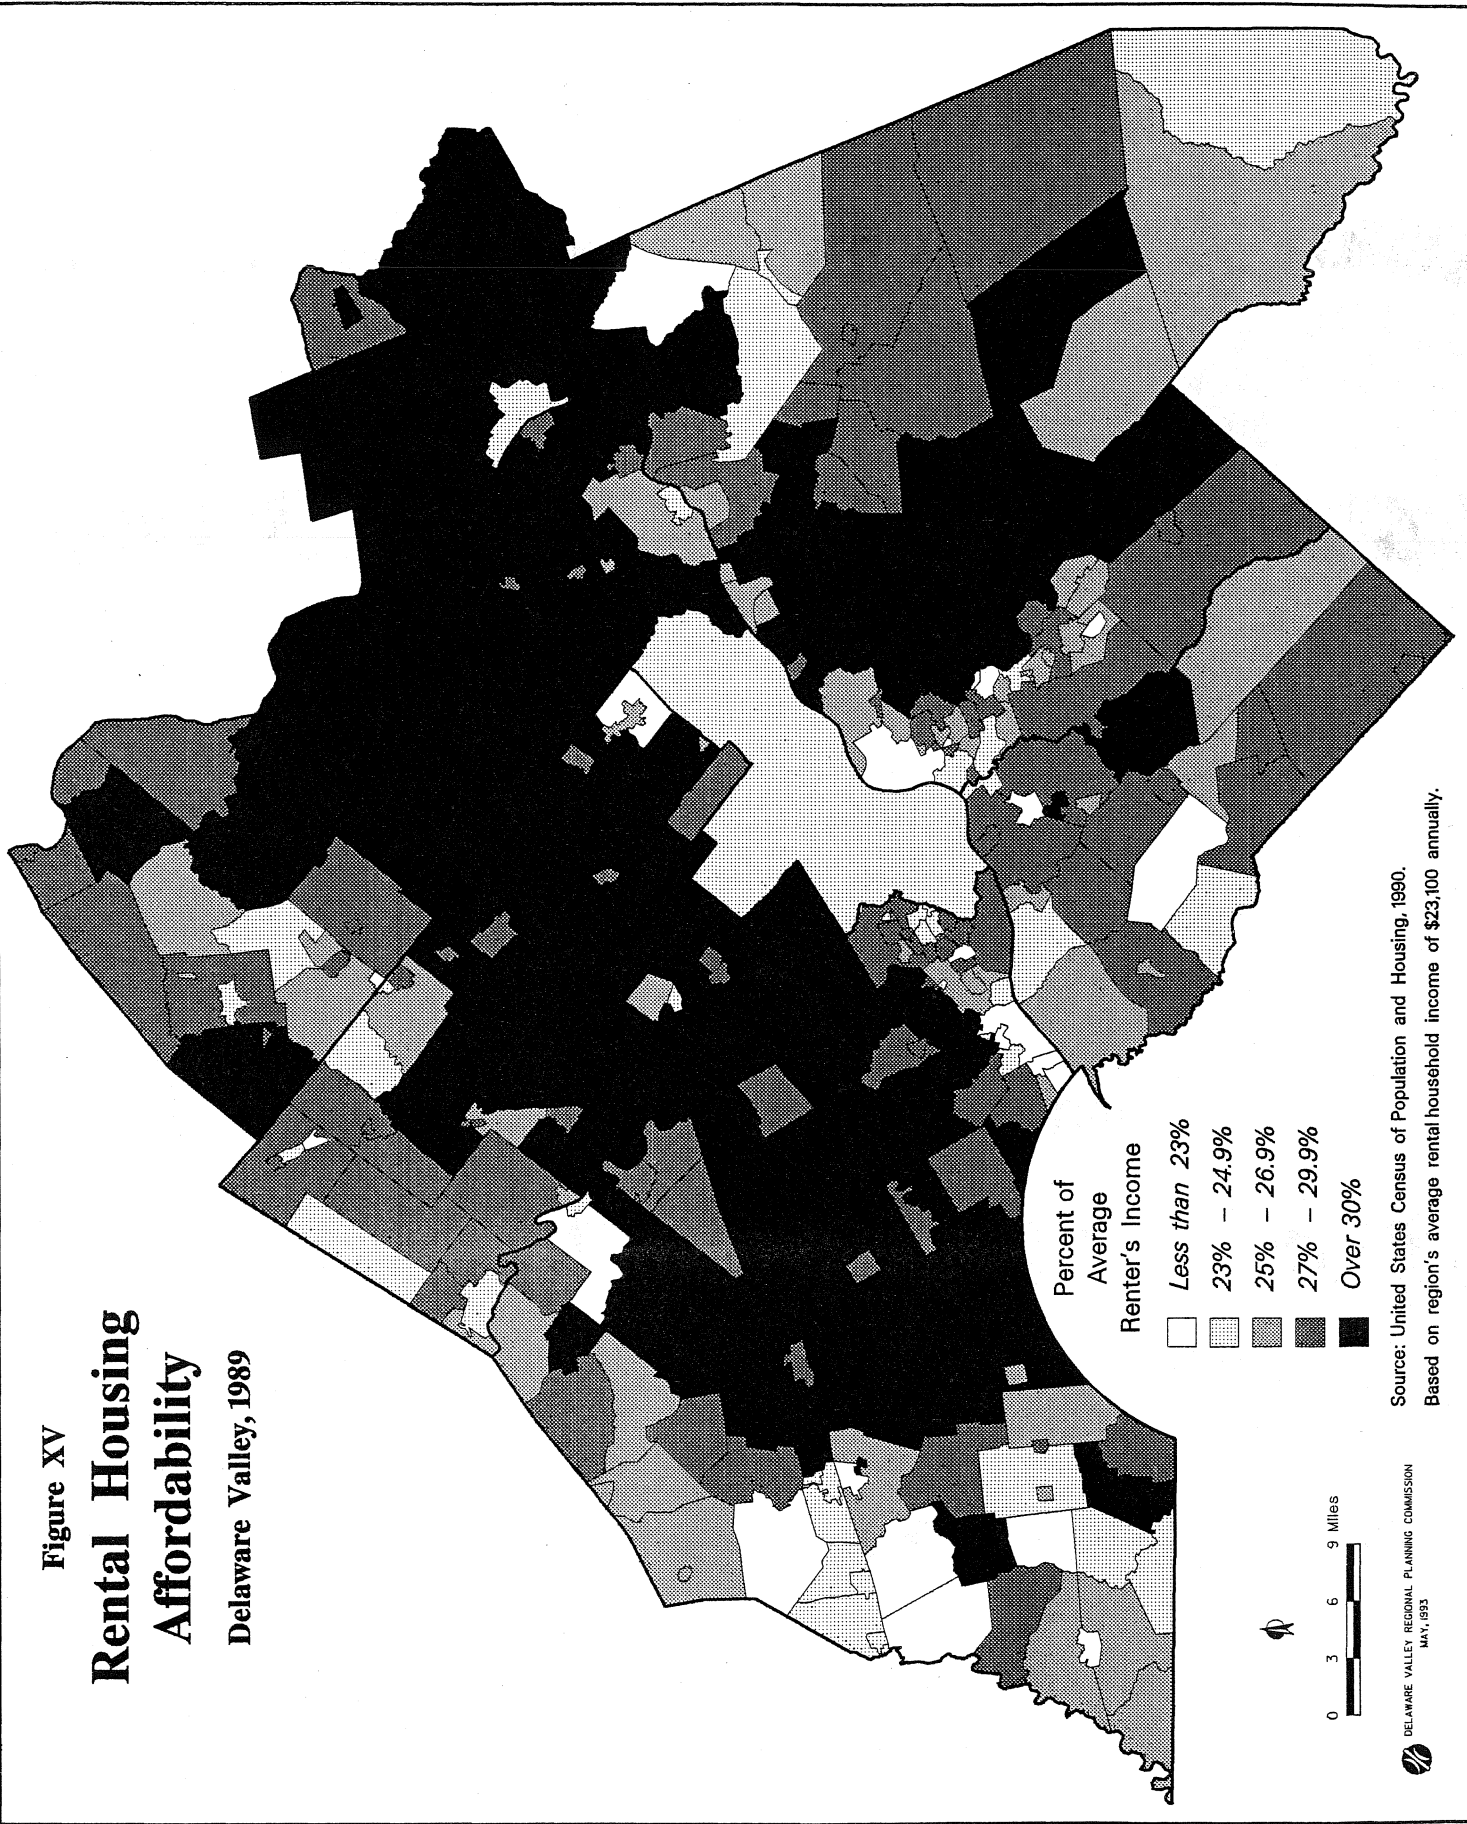 Figure XV
Rental Housing
Affordability
Delaware Valley, 1989
Percent of
Average
Renter's Income
Less than 23%
23% - 24.9%
25% - 26.9%
27% - 29.9%
Over 30%
Source: United States Census of Population and Housing, 1990.
Based on region's average rental household income of $23,100 annually.
0 3 6 9 Miles
DELAWARE VALLEY REGIONAL PLANNING COMMISSION
MAY, 1993